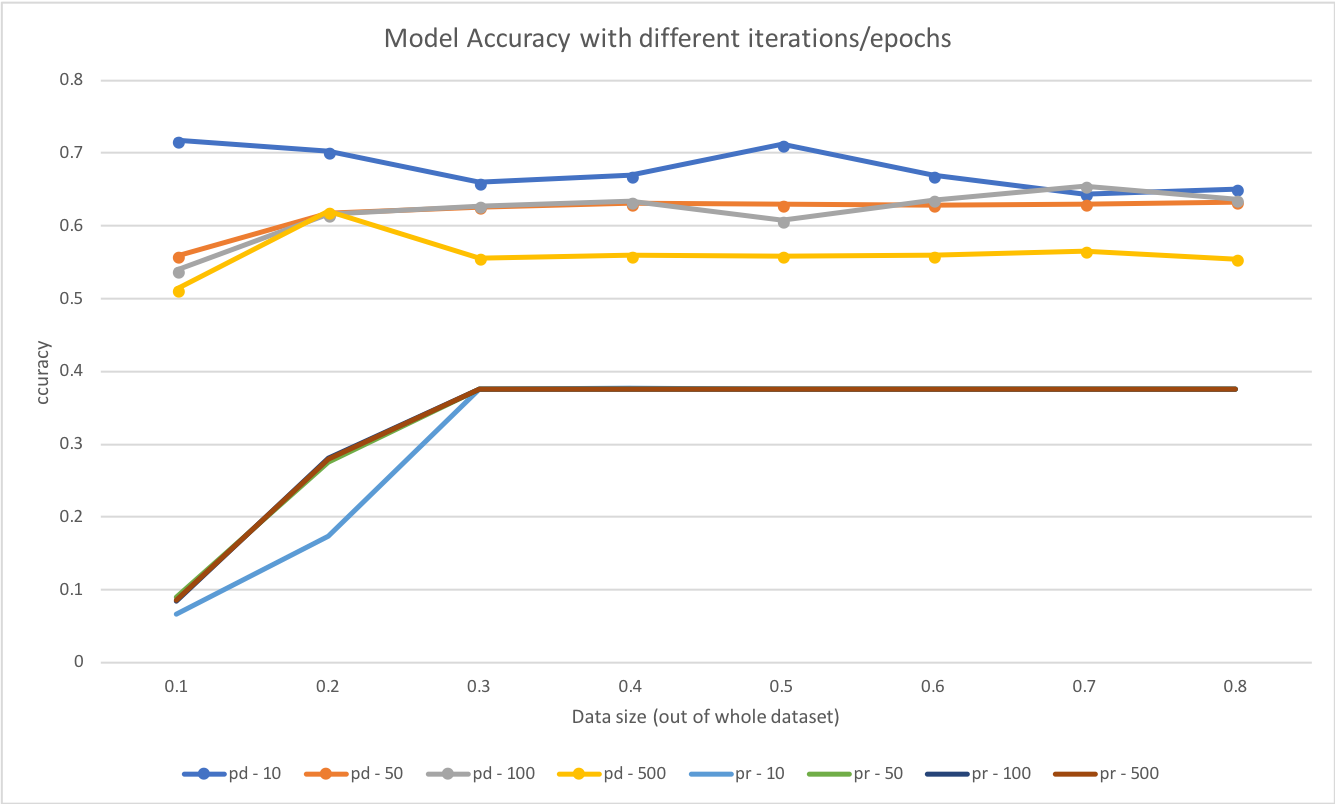 Model Accuracy with different iterations/epochs
0.8
0.7
0.6
0.5
0.4
0.3
0.2
0.1
0
ccuracy
0.1 0.2 0.3 0.4 0.5 0.6 0.7 0.8
Data size (out of whole dataset)
pd - 10 pd - 50 pd - 100 pd - 500 pr - 10 pr - 50 pr - 100 pr - 500